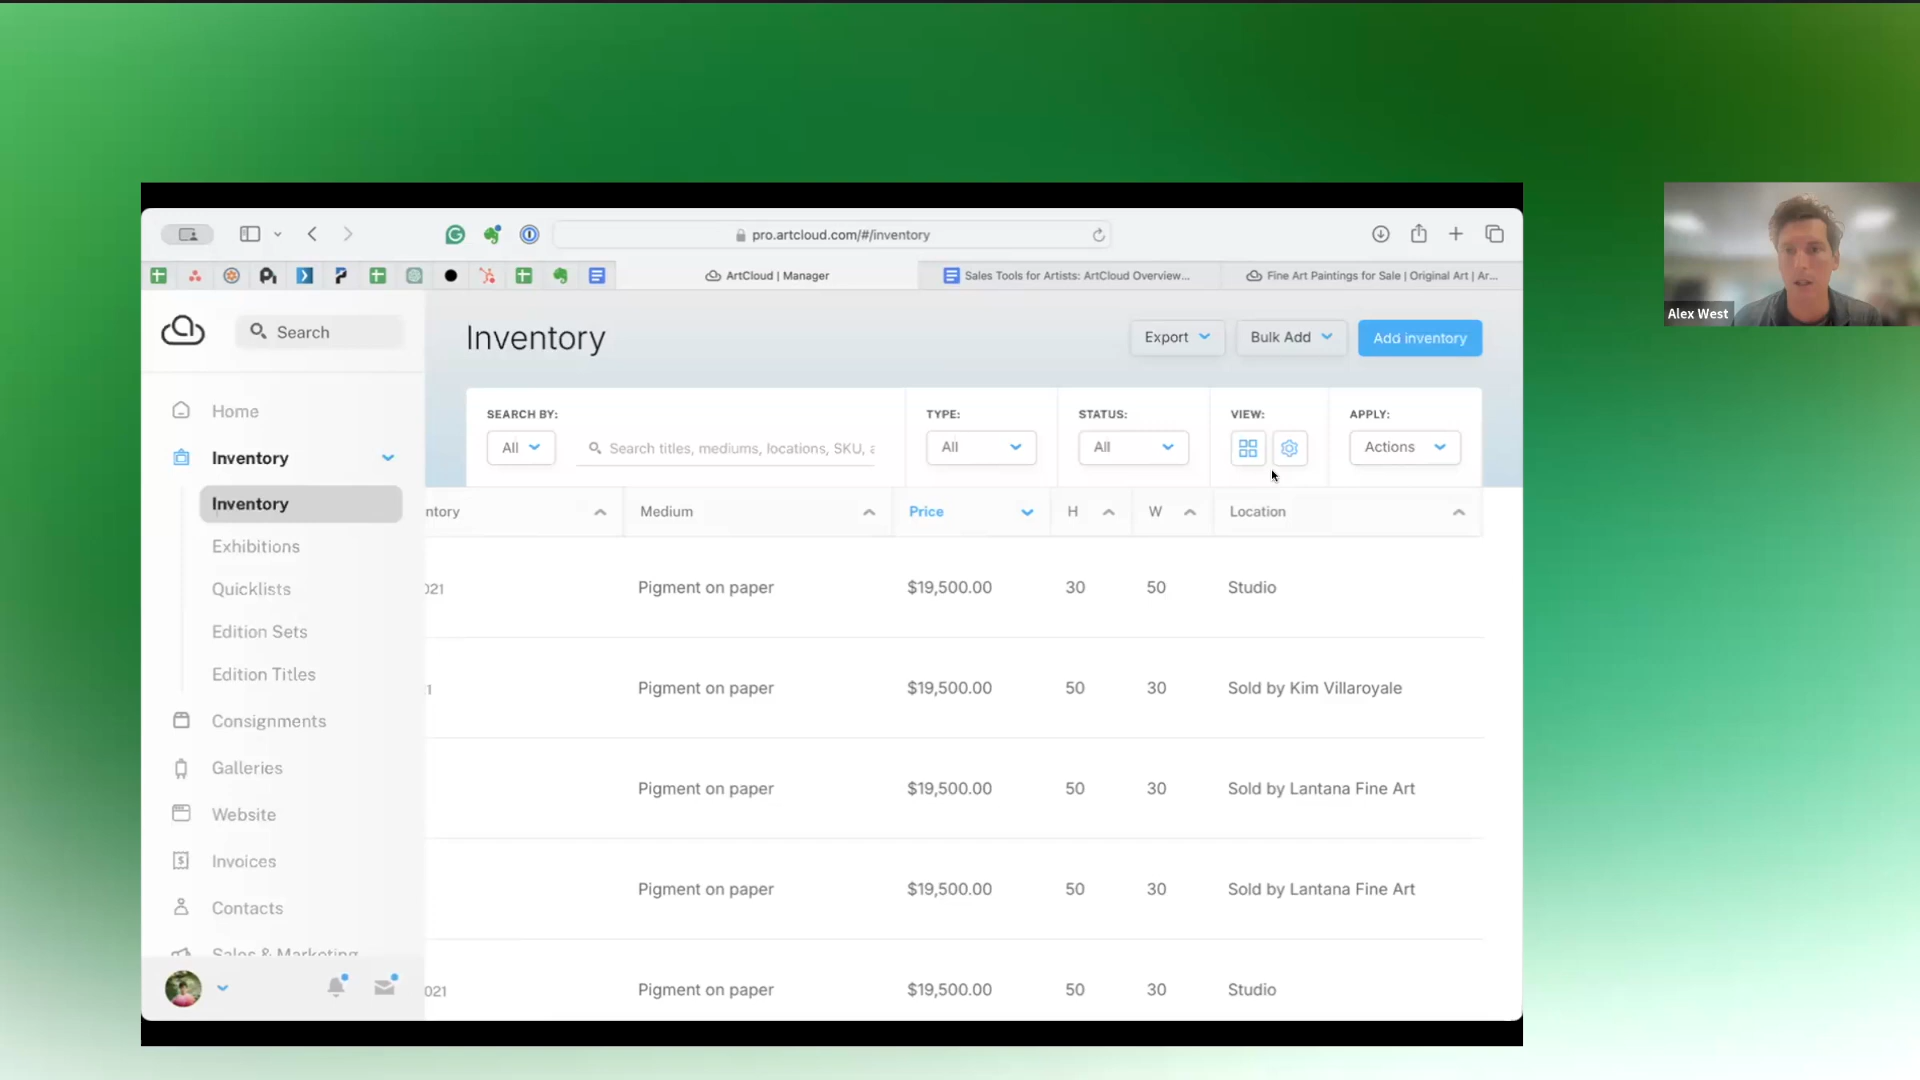 pro.artcloud.com/#/inventory
ArtCloud | Manager
Sales Tools for Artists: ArtCloud Overview...
Fine Art Paintings for Sale | Original Art | Ar...
Alex West
Search
Inventory
Export
Bulk Add
Add inventory
Home
Inventory
Inventory
Exhibitions
Quicklists
Edition Sets
Edition Titles
Consignments
Galleries
Website
Invoices
Contacts
Sales & Marketing
SEARCH BY:
All
Search titles, mediums, locations, SKU, a
TYPE:
All
STATUS:
All
VIEW:
APPLY:
Actions
ntory
Medium
Price
H
W
Location
021
Pigment on paper
$19,500.00
30
50
Studio
1
Pigment on paper
$19,500.00
50
30
Sold by Kim Villaroyale
Pigment on paper
$19,500.00
50
30
Sold by Lantana Fine Art
Pigment on paper
$19,500.00
50
30
Sold by Lantana Fine Art
021
Pigment on paper
$19,500.00
50
30
Studio